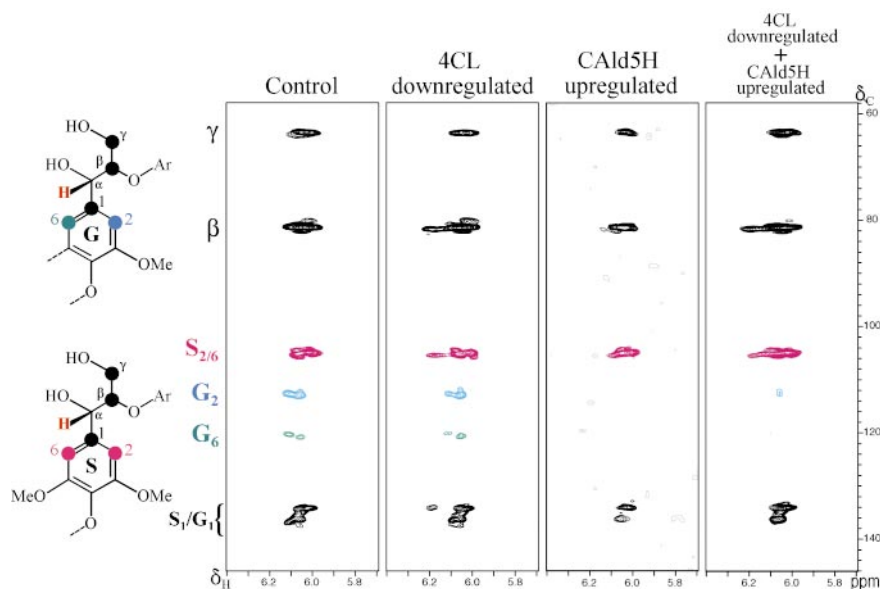 4CL
downregulated
+
CAld5H
upregulated
Control
4CL
downregulated
CAld5H
upregulated
δC
HO
γ
β
HO
α
O
Ar
H
1
6
2
G
OMe
O
γ
β
S2/6
G2
G6
S1/G1{
HO
γ
β
HO
α
O
Ar
H
1
6
2
S
MeO
OMe
O
60
80
100
120
140
δH
6.2
6.0
5.8
6.2
6.0
5.8
6.2
6.0
5.8
6.2
6.0
ppm